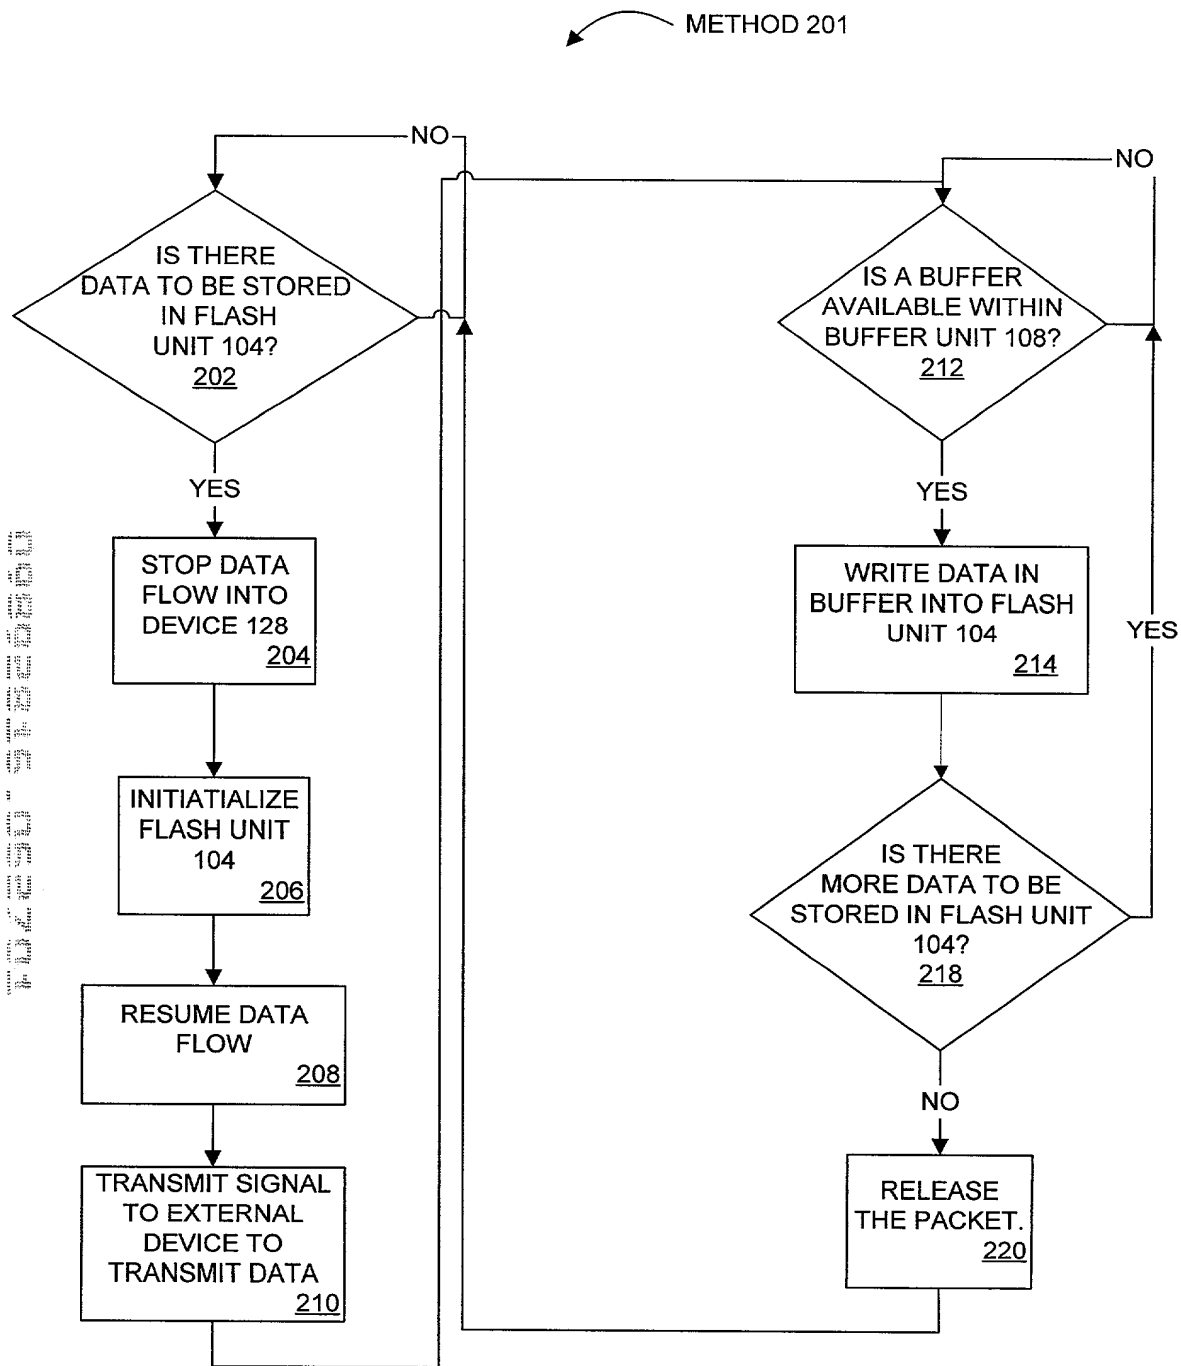 METHOD 201
NO
IS THERE
DATA TO BE STORED
IN FLASH
UNIT 104?
202
YES
STOP DATA
FLOW INTO
DEVICE 128
204
INITIATIALIZE
FLASH UNIT
104
206
RESUME DATA
FLOW
208
TRANSMIT SIGNAL
TO EXTERNAL
DEVICE TO
TRANSMIT DATA
210
NO
IS A BUFFER
AVAILABLE WITHIN
BUFFER UNIT 108?
212
YES
WRITE DATA IN
BUFFER INTO FLASH
UNIT 104
214
YES
IS THERE
MORE DATA TO BE
STORED IN FLASH UNIT
104?
218
NO
RELEASE
THE PACKET.
220